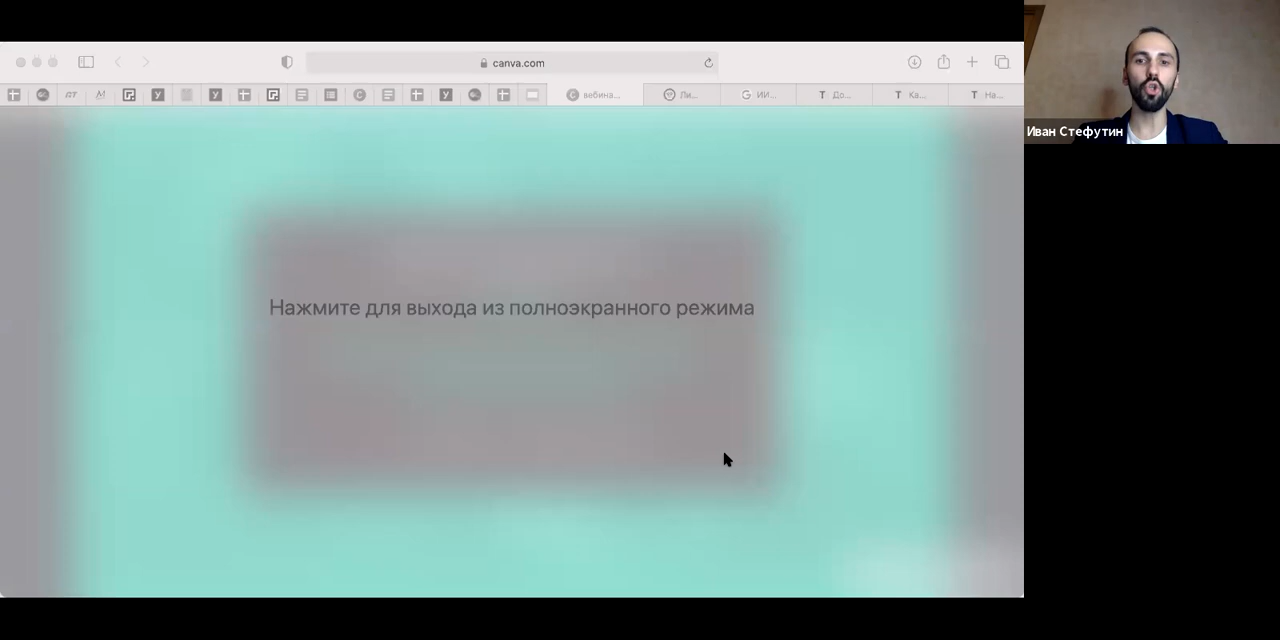 canva.com
вебина...
Ли...
ИИ...
До...
Ка...
На...
Иван Стефутин
Нажмите для выхода из полноэкранного режима